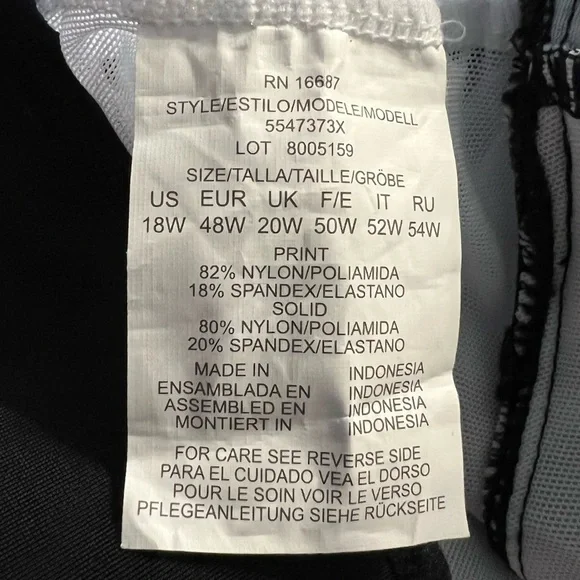 RN 16687
STYLE/ESTILO/MODELE/MODELL
5547373X
LOT 8005159
SIZE/TALLA/TAILLE/GRÖBE
US EUR UK F/E IT RU
18W 48W 20W 50W 52W 54W
PRINT
82% NYLON/POLIAMIDA
18% SPANDEX/ELASTANO
SOLID
80% NYLON/POLIAMIDA
20% SPANDEX/ELASTANO
MADE IN INDONESIA
ENSAMBLADA EN INDONESIA
ASSEMBLED EN INDONESIA
MONTIERT IN INDONESIA
FOR CARE SEE REVERSE SIDE
PARA EL CUIDADO VEA EL DORSO
POUR LE SOIN VOIR LE VERSO
PFLEGEANLEITUNG SIEHE RÜCKSEITE